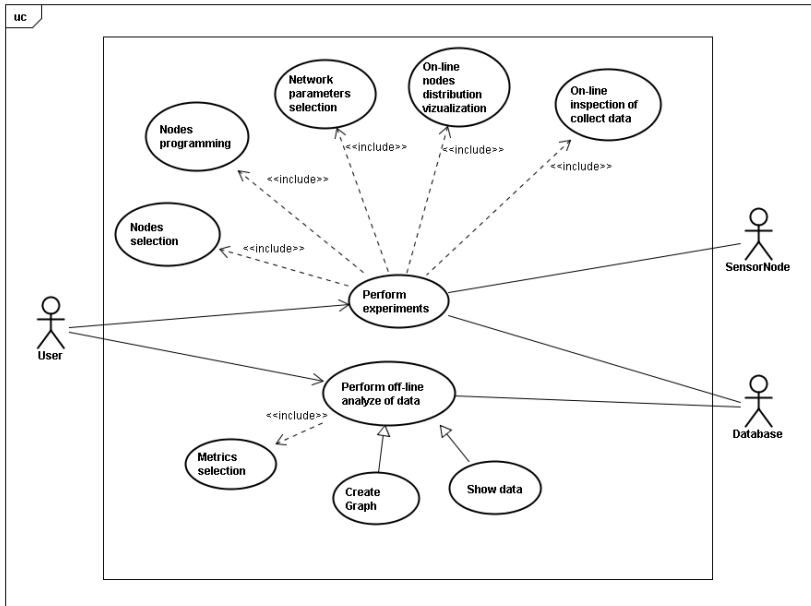 uc
Network
parameters
selection
On-line
nodes
distribution
vizualization
On-line
inspection of
collect data
Nodes
programming
<<include>>
<<include>>
<<include>>
<<include>>
Nodes
selection
<<include>>
SensorNode
Perform
experiments
User
Perform off-line
analyze of data
<<include>>
Database
Metrics
selection
Create
Graph
Show data